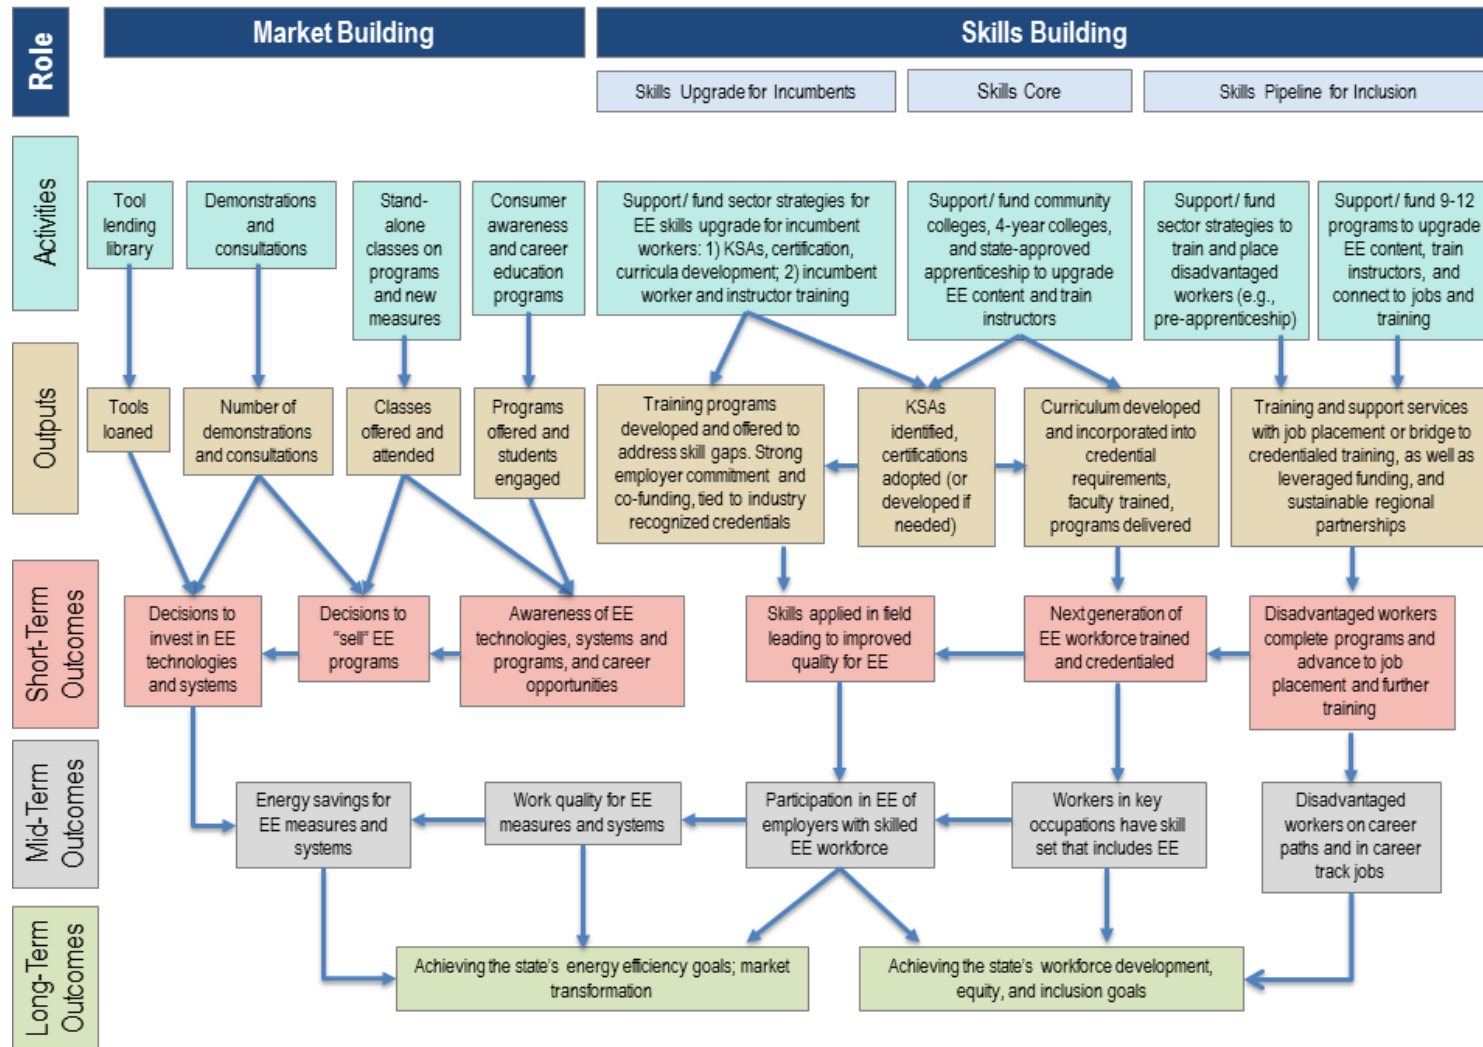 Role
Market Building
Skills Building
Skills Upgrade for Incumbents
Skills Core
Skills Pipeline for Inclusion
Activities
Tool
lending
library
Demonstrations
and
consultations
Stand-
alone
classes on
programs
and new
measures
Consumer
awareness
and career
education
programs
Support / fund sector strategies for
EE skills upgrade for incumbent
workers: 1) KSAs, certification,
curricula development; 2) incumbent
worker and instructor training
Support / fund community
colleges, 4-year colleges,
and state-approved
apprenticeship to upgrade
EE content and train
instructors
Support / fund
sector strategies to
train and place
disadvantaged
workers (e.g.,
pre-apprenticeship)
Support / fund 9-12
programs to upgrade
EE content, train
instructors, and
connect to jobs and
training
Outputs
Tools
loaned
Number of
demonstrations
and consultations
Classes
offered and
attended
Programs
offered and
students
engaged
Training programs
developed and offered to
address skill gaps. Strong
employer commitment and
co-funding, tied to industry
recognized credentials
KSAs
identified,
certifications
adopted (or
developed if
needed)
Curriculum developed
and incorporated into
credential
requirements,
faculty trained,
programs delivered
Training and support services
with job placement or bridge to
credentialed training, as well as
leveraged funding, and
sustainable regional
partnerships
Short-Term
Outcomes
Decisions to
invest in EE
technologies
and systems
Decisions to
“sell” EE
programs
Awareness of EE
technologies, systems and
programs, and career
opportunities
Skills applied in field
leading to improved
quality for EE
Next generation of
EE workforce trained
and credentialed
Disadvantaged workers
complete programs and
advance to job
placement and further
training
Mid-Term
Outcomes
Energy savings for
EE measures and
systems
Work quality for EE
measures and systems
Participation in EE of
employers with skilled
EE workforce
Workers in key
occupations have skill
set that includes EE
Disadvantaged
workers on career
paths and in career
track jobs
Long-Term
Outcomes
Achieving the state’s energy efficiency goals; market
transformation
Achieving the state’s workforce development,
equity, and inclusion goals